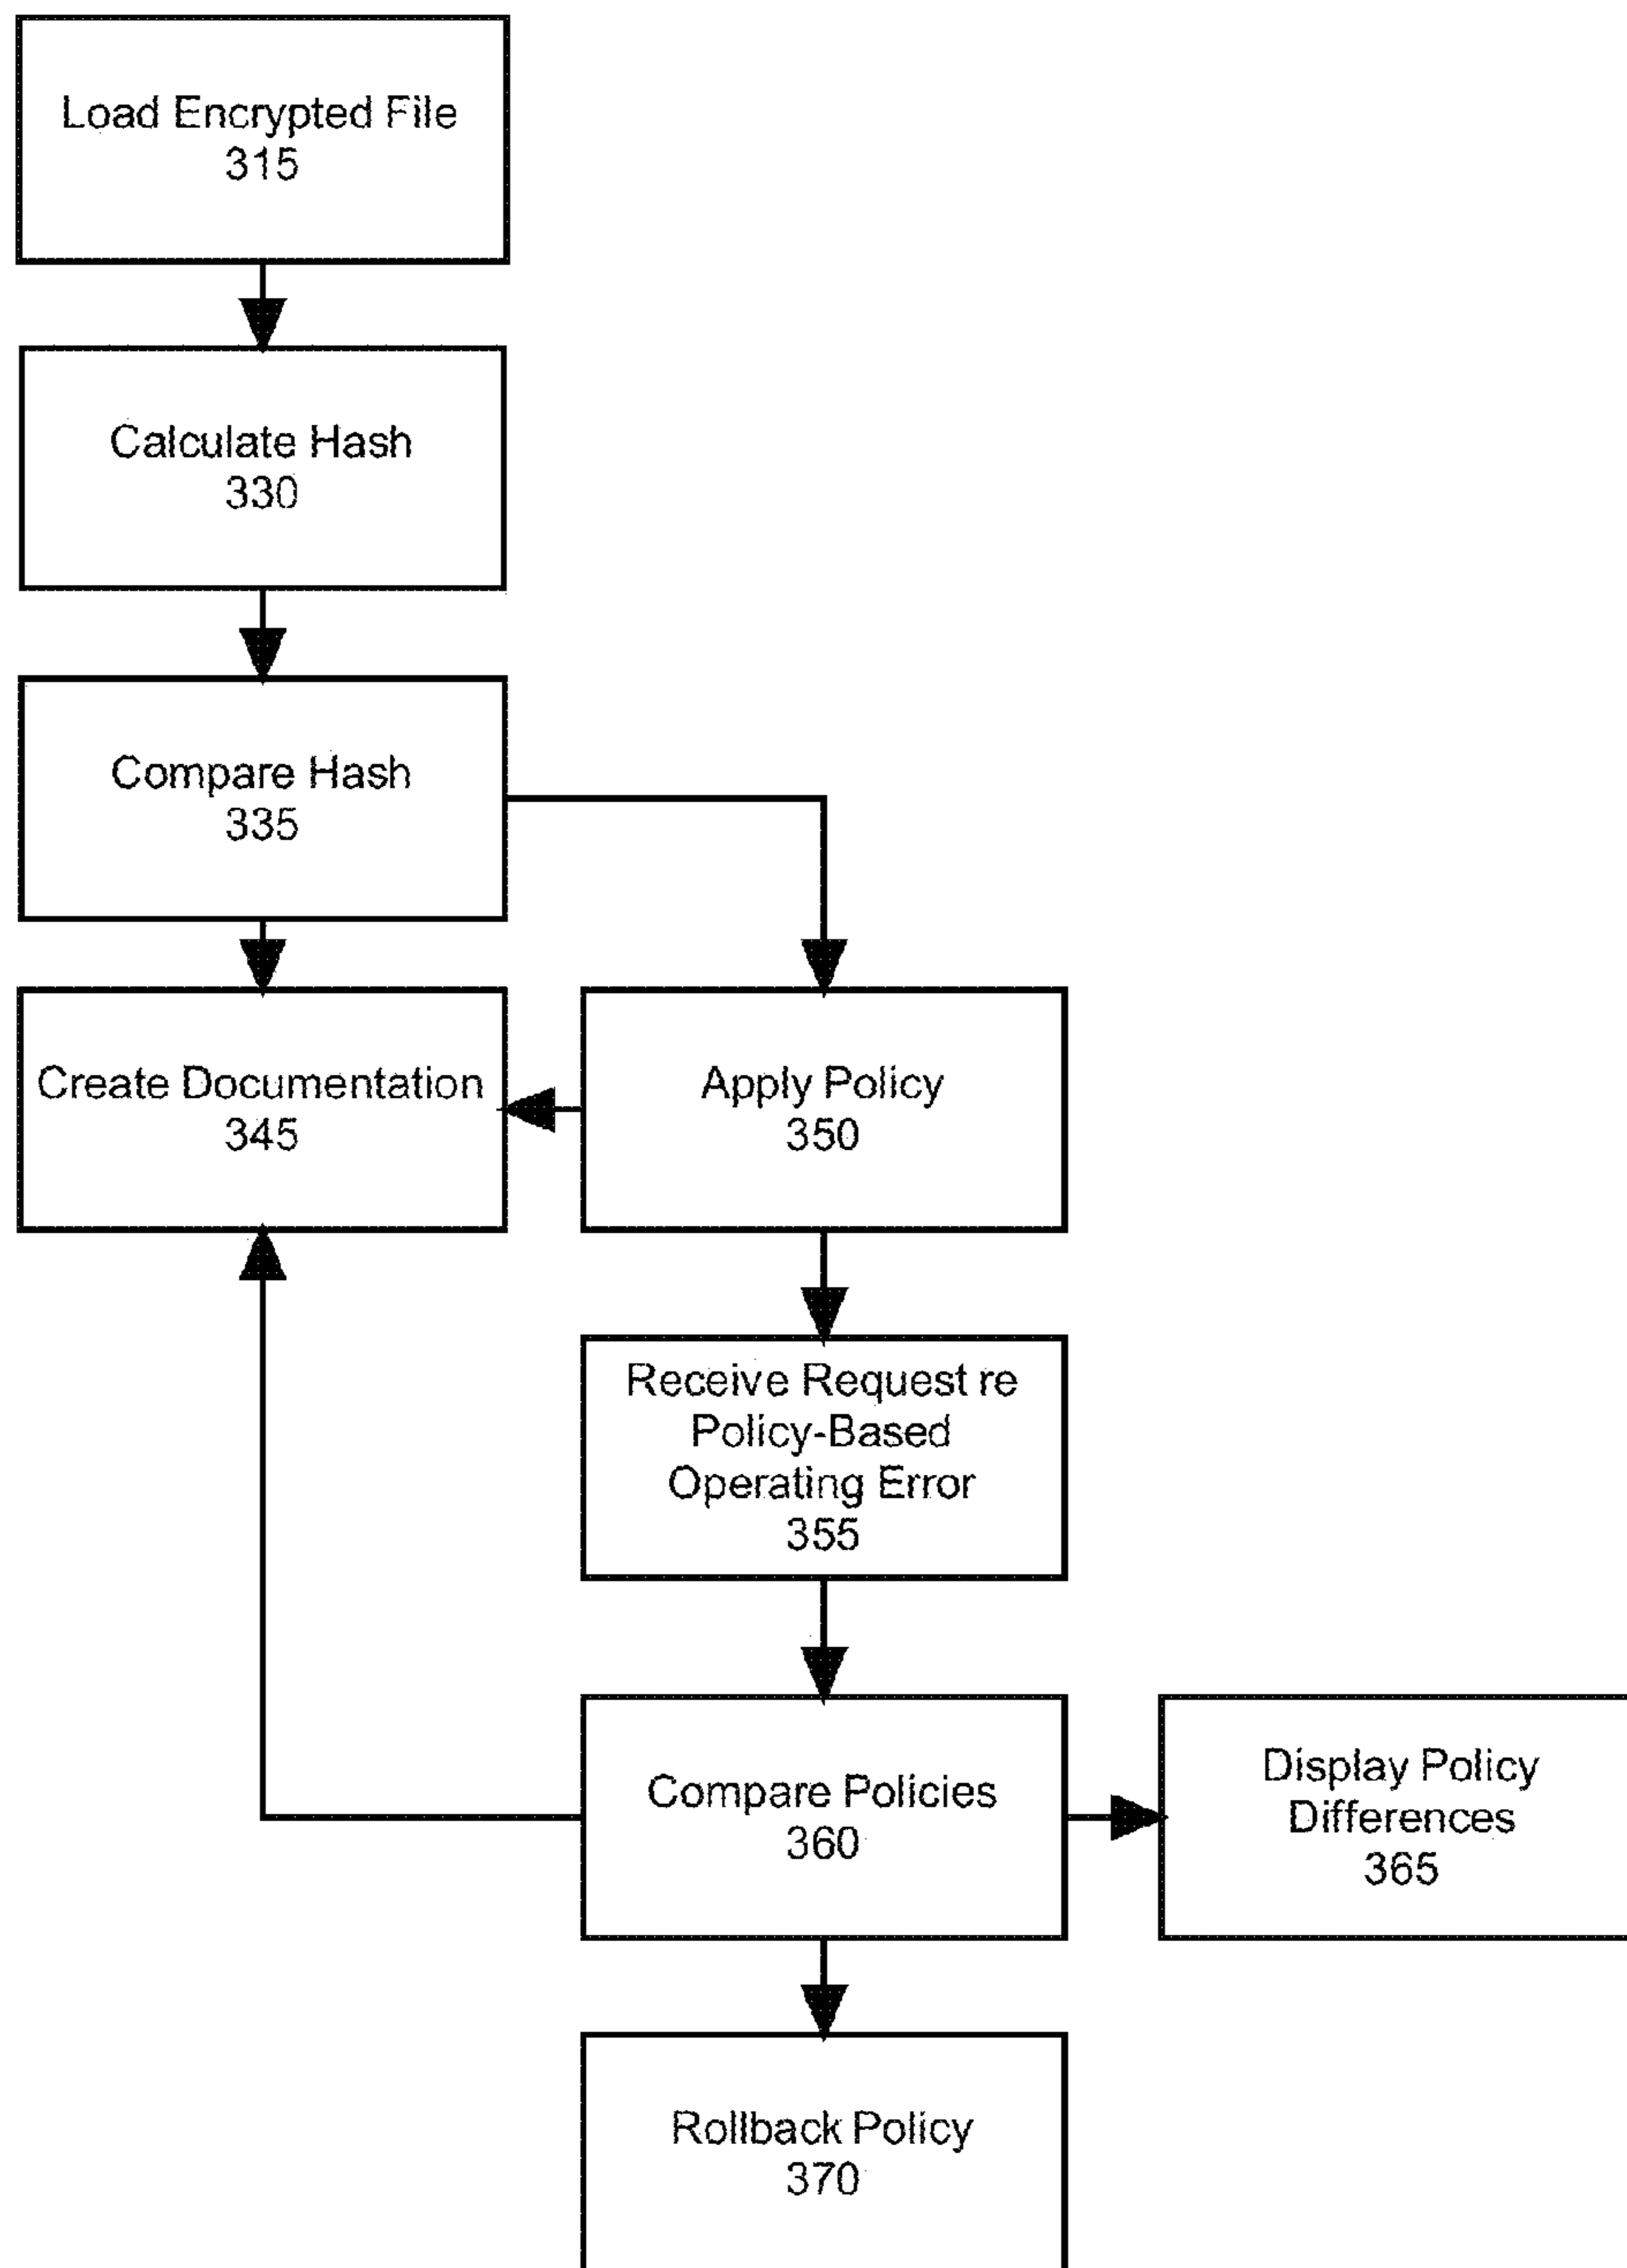 Load Encrypted File
315
Calculate Hash
330
Compare Hash
335
Create Documentation
345
Apply Policy
350
Receive Request re
Policy-Based
Operating Error
355
Compare Policies
360
Display Policy
Differences
365
Rollback Policy
370